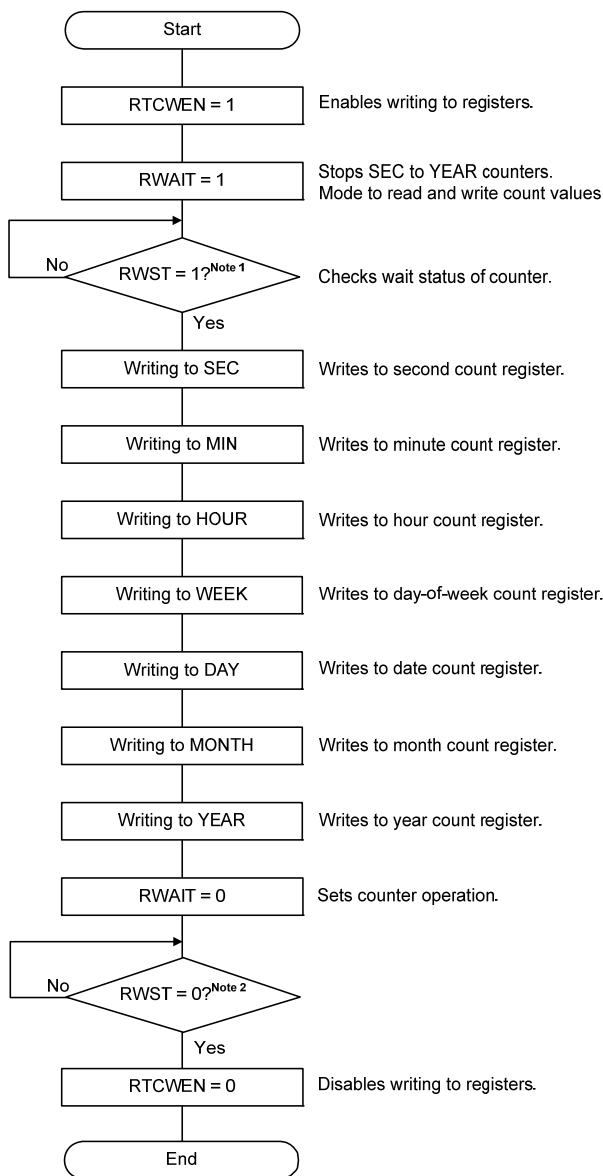 Start
RTCWEN = 1
Enables writing to registers.
RWAIT = 1
Stops SEC to YEAR counters.
Mode to read and write count values
No
RWST = 1?Note 1
Checks wait status of counter.
Yes
Writing to SEC
Writes to second count register.
Writing to MIN
Writes to minute count register.
Writing to HOUR
Writes to hour count register.
Writing to WEEK
Writes to day-of-week count register.
Writing to DAY
Writes to date count register.
Writing to MONTH
Writes to month count register.
Writing to YEAR
Writes to year count register.
RWAIT = 0
Sets counter operation.
No
RWST = 0?Note 2
Yes
RTCWEN = 0
Disables writing to registers.
End